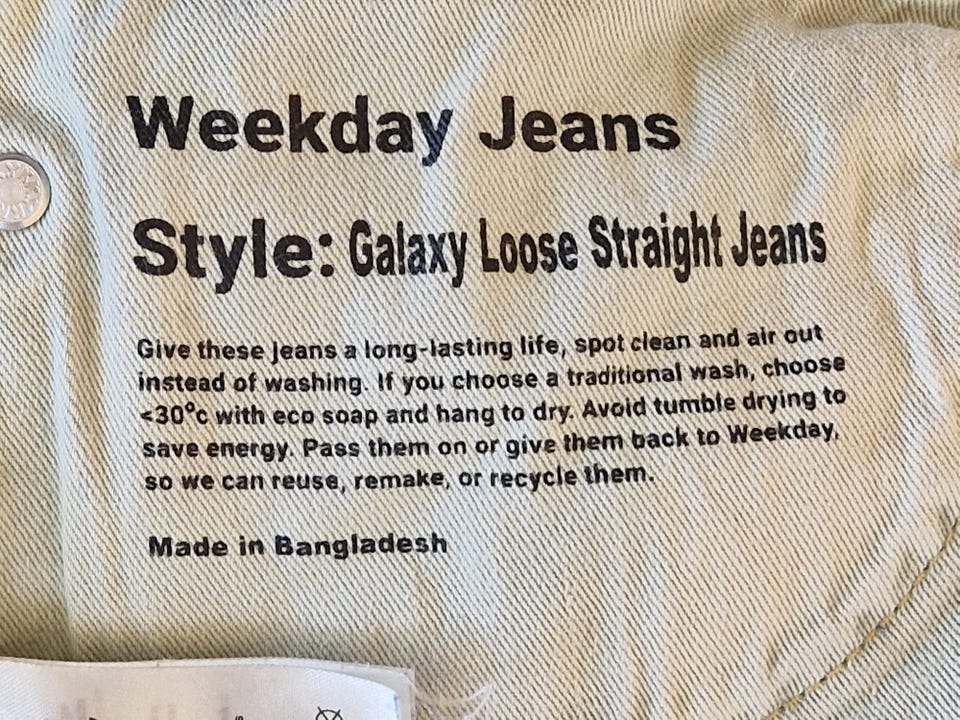 Weekday Jeans
Style: Galaxy Loose Straight Jeans
Give these jeans a long-lasting life, spot clean and air out
instead of washing. If you choose a traditional wash, choose
<30°c with eco soap and hang to dry. Avoid tumble drying to
save energy. Pass them on or give them back to Weekday,
so we can reuse, remake, or recycle them.
Made in Bangladesh